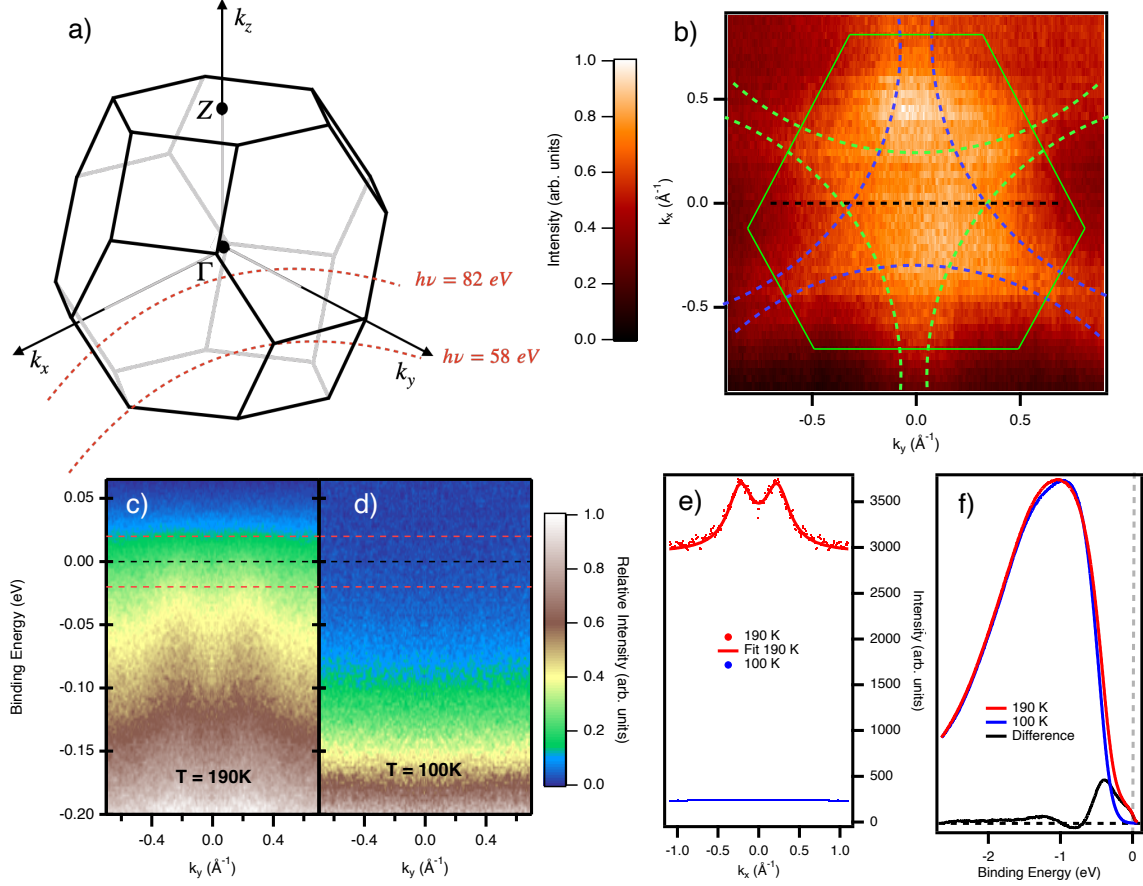 a)
k_z
Z
Γ
hν = 82 eV
hν = 58 eV
k_x
k_y
Intensity (arb. units)
1.0
0.8
0.6
0.4
0.2
0.0
b)
k_x (Å⁻¹)
0.5
0.0
-0.5
-0.5
0.0
0.5
k_y (Å⁻¹)
c)
d)
Binding Energy (eV)
0.05
0.00
-0.05
-0.10
-0.15
-0.20
T = 190K
T = 100K
-0.4
0.0
0.4
-0.4
0.0
0.4
k_y (Å⁻¹)
k_y (Å⁻¹)
1.0
0.8
0.6
0.4
0.2
0.0
Relative Intensity (arb. units)
e)
190 K
Fit 190 K
100 K
3500
3000
2500
2000
1500
1000
500
0
Intensity (arb. units)
-1.0
-0.5
0.0
0.5
1.0
k_x (Å⁻¹)
f)
190 K
100 K
Difference
-2
-1
0
Binding Energy (eV)